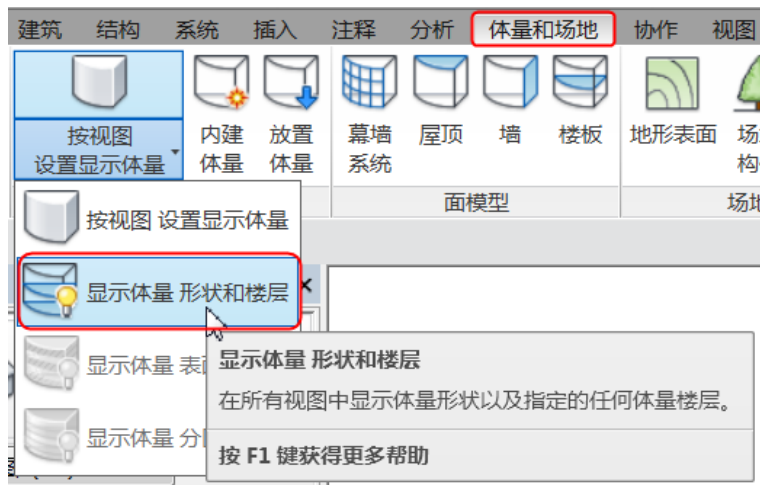 建筑 结构 系统 插入 注释 分析 体量和场地 协作 视图
按视图 内建 放置 幕墙 屋顶 墙 楼板 地形表面
设置显示体量 体量 体量 系统
面模型
按视图 设置显示体量
显示体量 形状和楼层
显示体量
显示体量
显示体量 形状和楼层
在所有视图中显示体量形状以及指定的任何体量楼层。
按 F1 键获得更多帮助